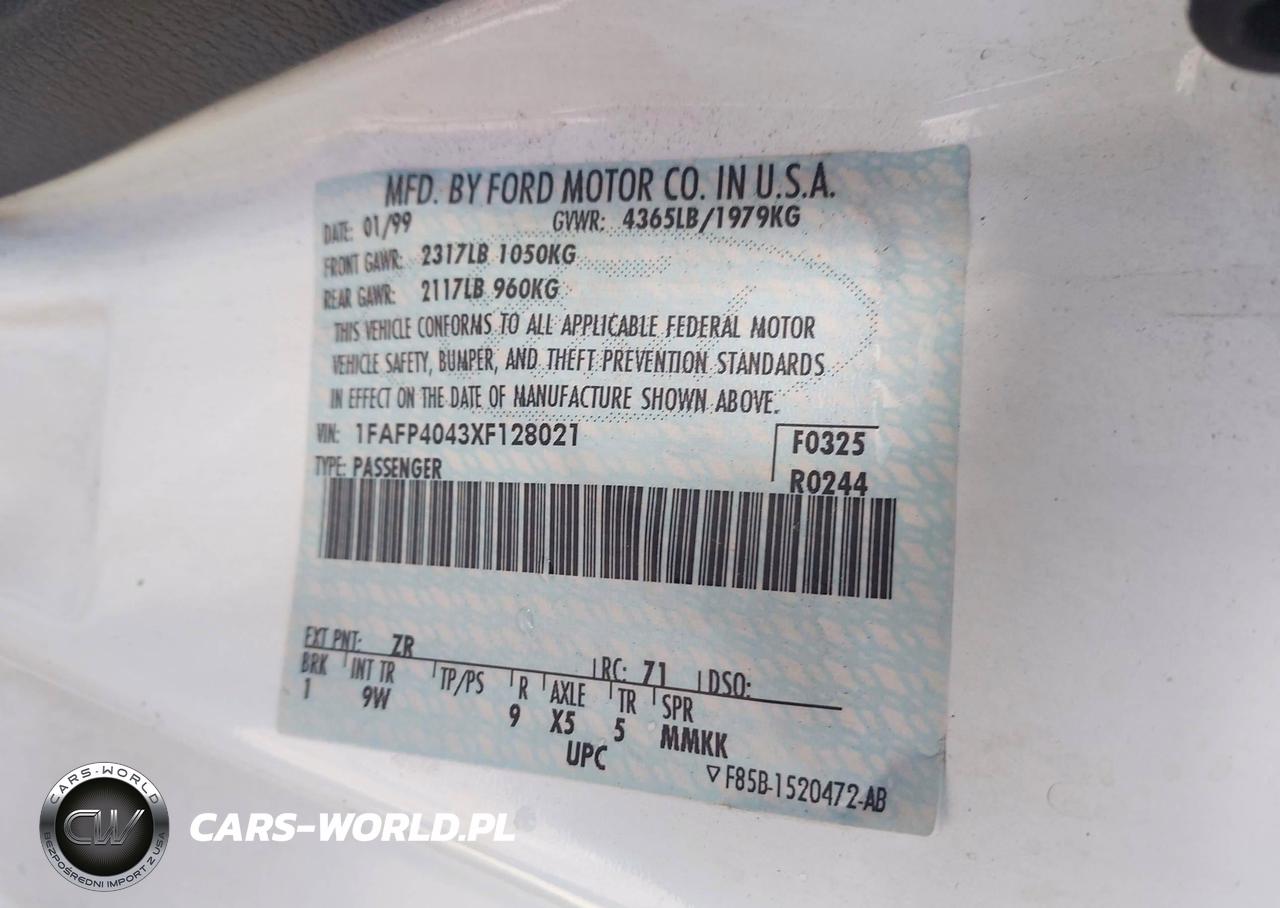 MFD. BY FORD MOTOR CO. IN U.S.A.
DATE: 01/99 GVWR: 4365LB/1979KG
FRONT GAWR: 2317LB 1050KG
REAR GAWR: 2117LB 960KG
THIS VEHICLE CONFORMS TO ALL APPLICABLE FEDERAL MOTOR
VEHICLE SAFETY, BUMPER, AND THEFT PREVENTION STANDARDS
IN EFFECT ON THE DATE OF MANUFACTURE SHOWN ABOVE.
VIN: 1FAFP4043XF128021 F0325
TYPE: PASSENGER R0244
EXT PNT: ZR RC: 71 DSO:
BRK INT TR TP/PS R AXLE TR SPR
1 9W 9 X5 5 MMKK
UPC
▽F85B-1520472-AB
CARS-WORLD
CW
BEZPOŚREDNI IMPORT Z USA
CARS-WORLD.PL